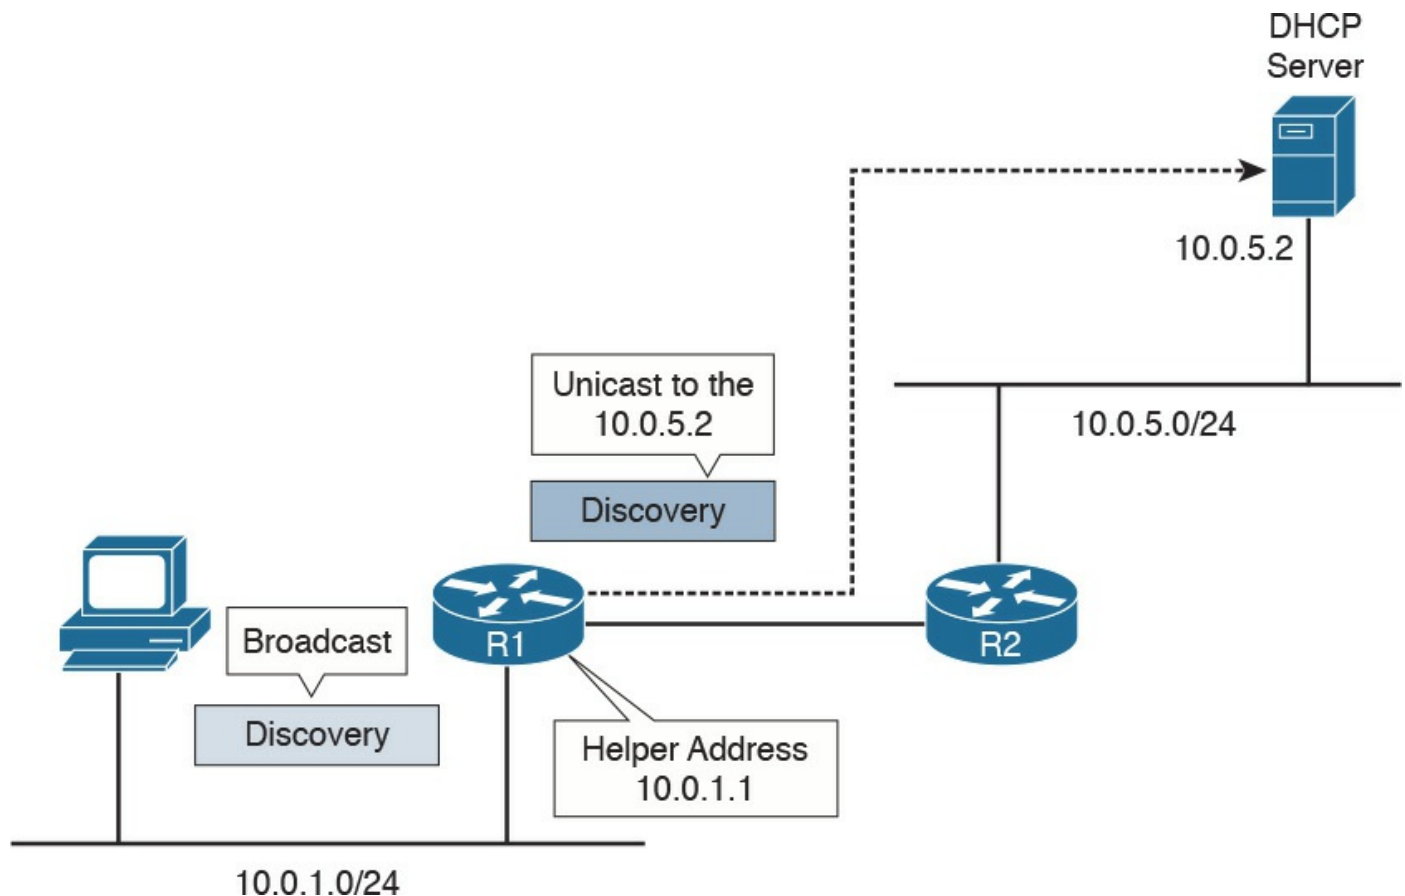 DHCP
Server
10.0.5.2
Unicast to the
10.0.5.2
10.0.5.0/24
Discovery
Broadcast
R1
R2
Discovery
Helper Address
10.0.1.1
10.0.1.0/24